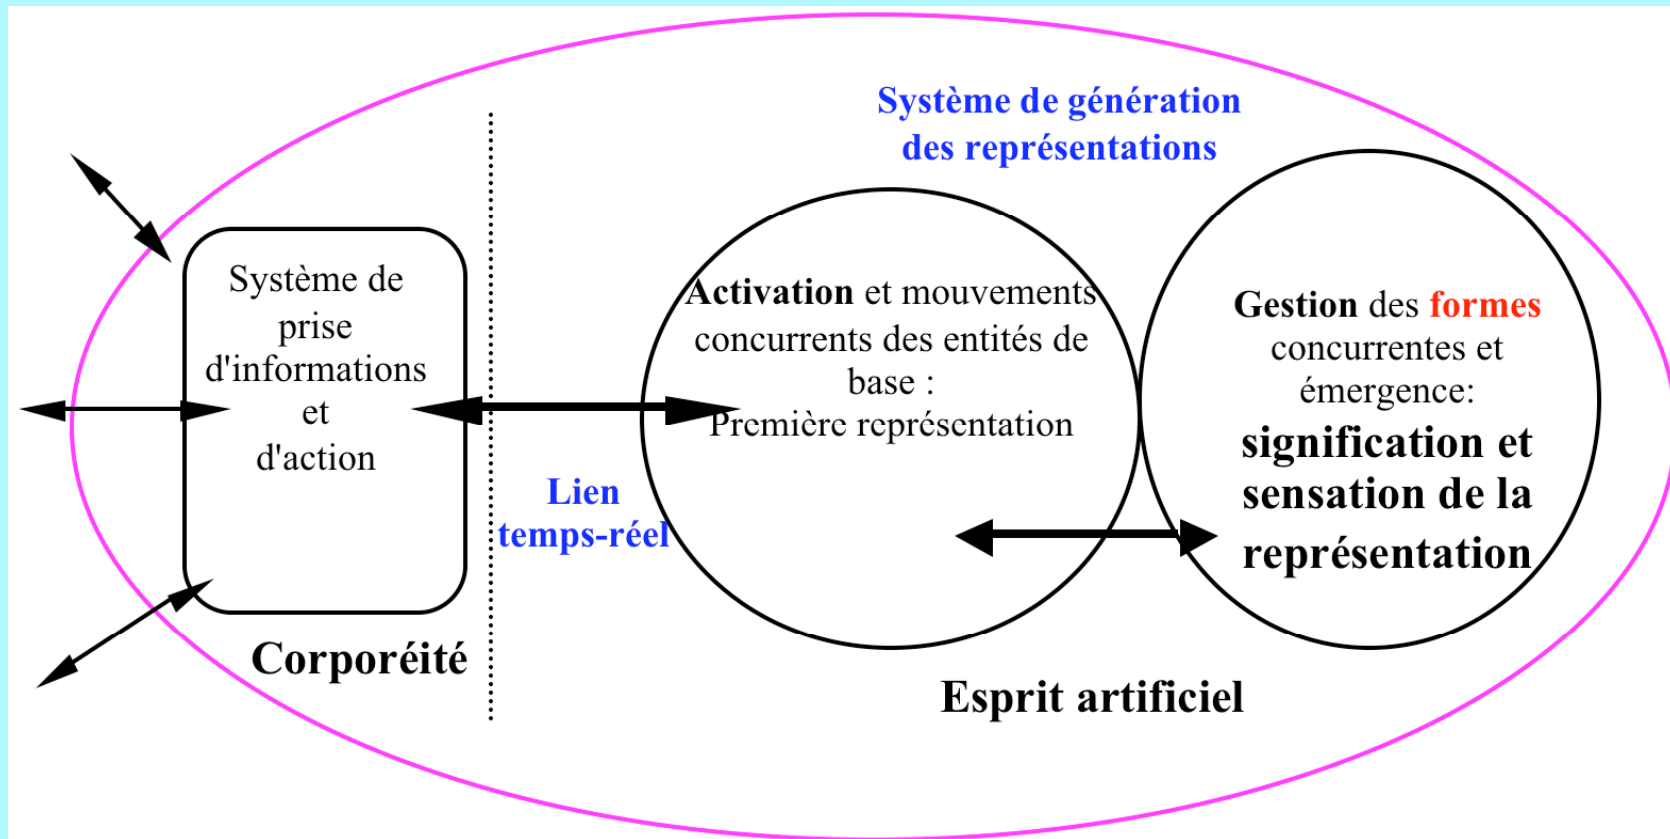 Système de génération
des représentations
Système de
prise
d'informations
et
d'action
Activation et mouvements
concurrents des entités de
base :
Première représentation
Gestion des formes
concurrentes et
émergence:
signification et
sensation de la
représentation
Lien
temps-réel
Corporéité
Esprit artificiel